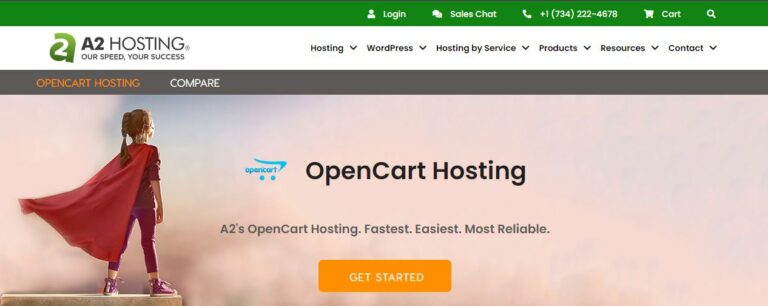 Login Sales Chat +1 (734) 222-4678 Cart
A2 HOSTING®
OUR SPEED, YOUR SUCCESS
Hosting WordPress Hosting by Service Products Resources Contact
OPENCART HOSTING COMPARE
opencart
OpenCart Hosting
A2's OpenCart Hosting. Fastest. Easiest. Most Reliable.
GET STARTED